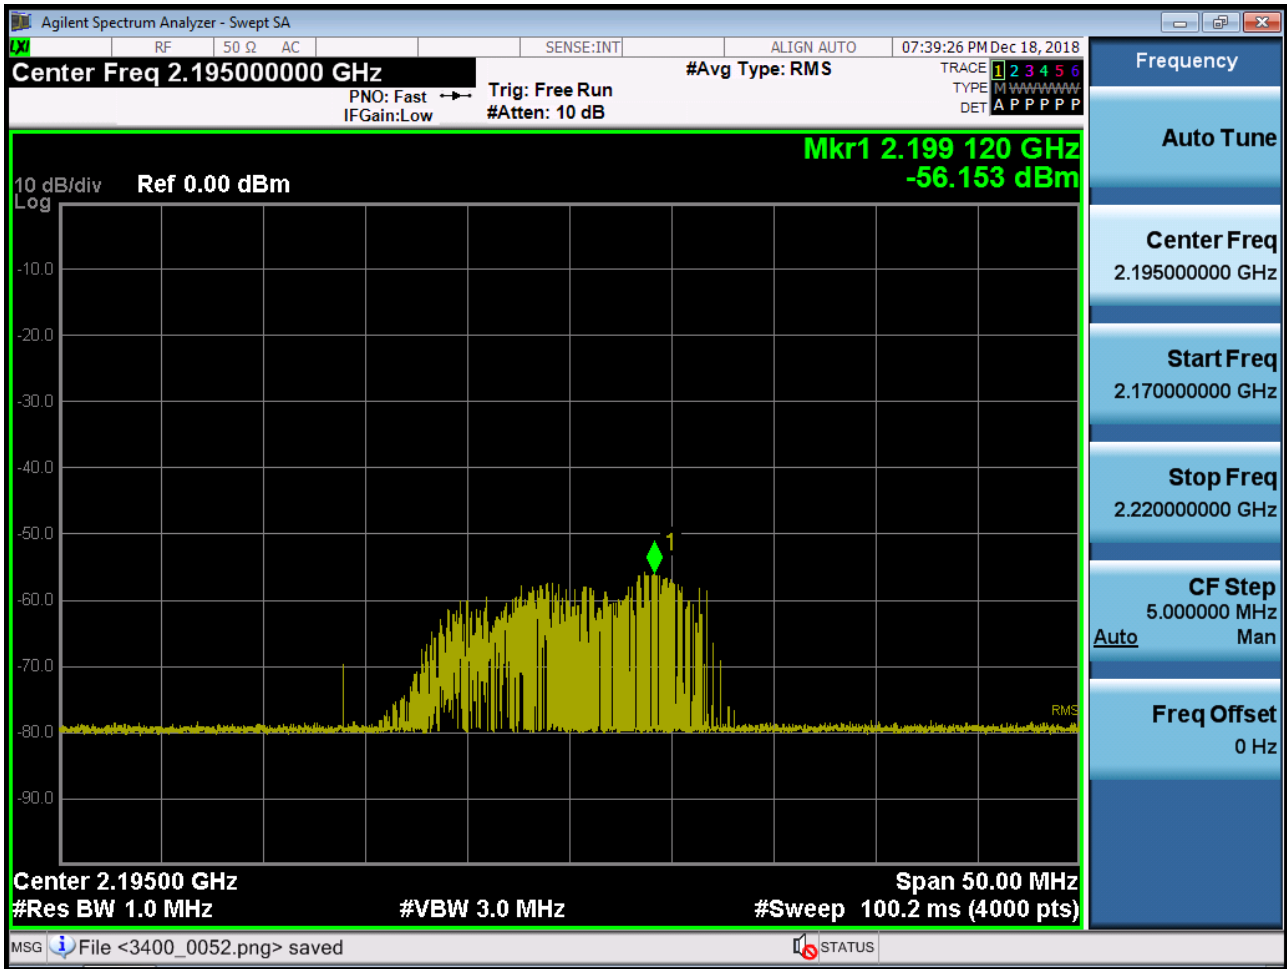 Agilent Spectrum Analyzer - Swept SA
LXI RF 50 Ω AC SENSE:INT ALIGN AUTO 07:39:26 PM Dec 18, 2018
Center Freq 2.195000000 GHz
PNO: Fast
IFGain:Low
Trig: Free Run
#Atten: 10 dB
#Avg Type: RMS
TRACE 1 2 3 4 5 6
TYPE M WWWWW
DET A P P P P P
Mkr1 2.199 120 GHz
-56.153 dBm
10 dB/div Ref 0.00 dBm
Log
-10.0
-20.0
-30.0
-40.0
-50.0
1
-60.0
-70.0
RMS
-80.0
-90.0
Center 2.19500 GHz Span 50.00 MHz
#Res BW 1.0 MHz #VBW 3.0 MHz #Sweep 100.2 ms (4000 pts)
MSG File <3400_0052.png> saved STATUS
Frequency
Auto Tune
Center Freq
2.195000000 GHz
Start Freq
2.170000000 GHz
Stop Freq
2.220000000 GHz
CF Step
5.000000 MHz
Auto Man
Freq Offset
0 Hz